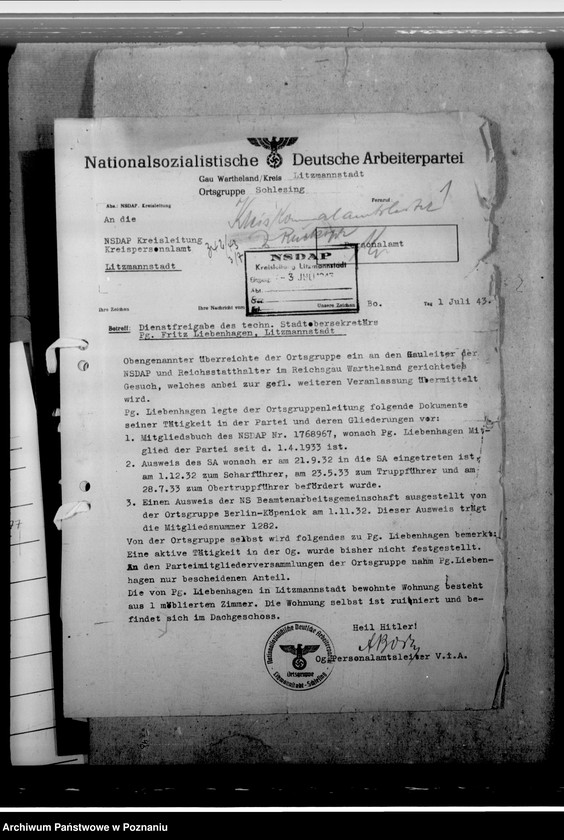 Nationalsozialistische Deutsche Arbeiterpartei
Gau Wartheland/Kreis Litzmannstadt
Ortsgruppe Schlesing
Abs.: NSDAP. Kreisleitung
Fernruf
An die
NSDAP Kreisleitung
Kreispersonalamt
Personalamt
Litzmannstadt
NSDAP
Kreisleitung Litzmannstadt
Eingang
Ihre Zeichen
Ihre Nachricht vom
Unsere Zeichen
Bo.
Tag 1 Juli 43.
Betreff: Dienstfreigabe des techn. Stadtobersekretärs
Pg. Fritz Liebenhagen, Litzmannstadt
Obengenannter überreichte der Ortsgruppe ein an den Gauleiter der
NSDAP und Reichsstatthalter im Reichsgau Wartheland gerichtetes
Gesuch, welches anbei zur gefl. weiteren Veranlassung übermittelt
wird.
Pg. Liebenhagen legte der Ortsgruppenleitung folgende Dokumente
seiner Tätigkeit in der Partei und deren Gliederungen vor:
1. Mitgliedsbuch des NSDAP Nr. 1768967, wonach Pg. Liebenhagen Mit-
glied der Partei seit d. 1.4.1933 ist.
2. Ausweis des SA wonach er am 21.9.32 in die SA eingetreten ist,
am 1.12.32 zum Scharführer, am 23.5.33 zum Truppführer und am
28.7.33 zum Obertruppführer befördert wurde.
3. Einen Ausweis der NS Beamtenarbeitsgemeinschaft ausgestellt von
der Ortsgruppe Berlin-Köpenick am 1.11.32. Dieser Ausweis trägt
die Mitgliedsnummer 1282.
Von der Ortsgruppe selbst wird folgendes zu Pg. Liebenhagen bemerkt:
Eine aktive Tätigkeit in der Og. wurde bisher nicht festgestellt.
An den Parteimitgliederversammlungen der Ortsgruppe nahm Pg.Lieben-
hagen nur bescheidenen Anteil.
Die von Pg. Liebenhagen in Litzmannstadt bewohnte Wohnung besteht
aus 1 möblierten Zimmer. Die Wohnung selbst ist ruiniert und be-
findet sich im Dachgeschoss.
Heil Hitler!
Og.Personalamtsleiter V.i.A.
Nationalsozialistische Deutsche Arbeiterpartei
Ortsgruppe
Litzmannstadt-Schlesing
Archiwum Państwowe w Poznaniu